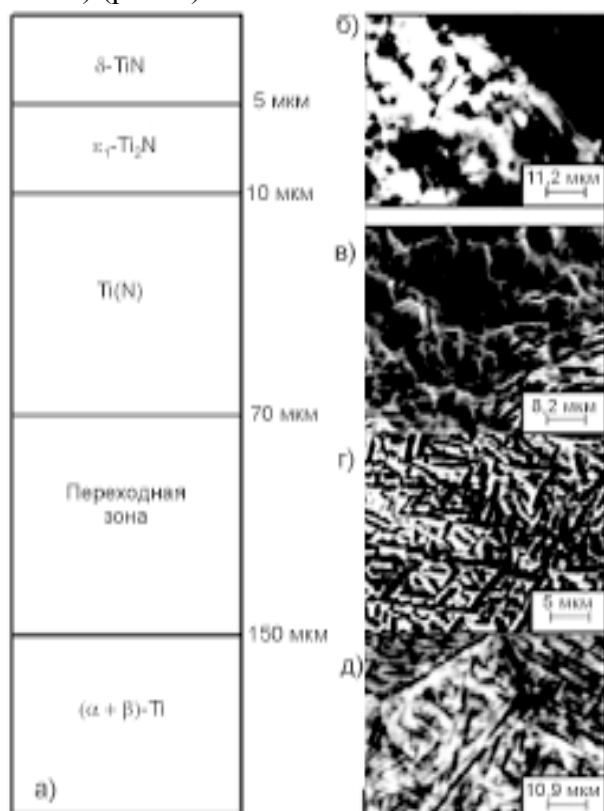 δ-TiN
5 мкм
ε₁-Ti₂N
10 мкм
Ti(N)
70 мкм
Переходная
зона
150 мкм
(α + β)-Ti
а)
б)
11,2 мкм
в)
8,2 мкм
г)
5 мкм
д)
10,9 мкм